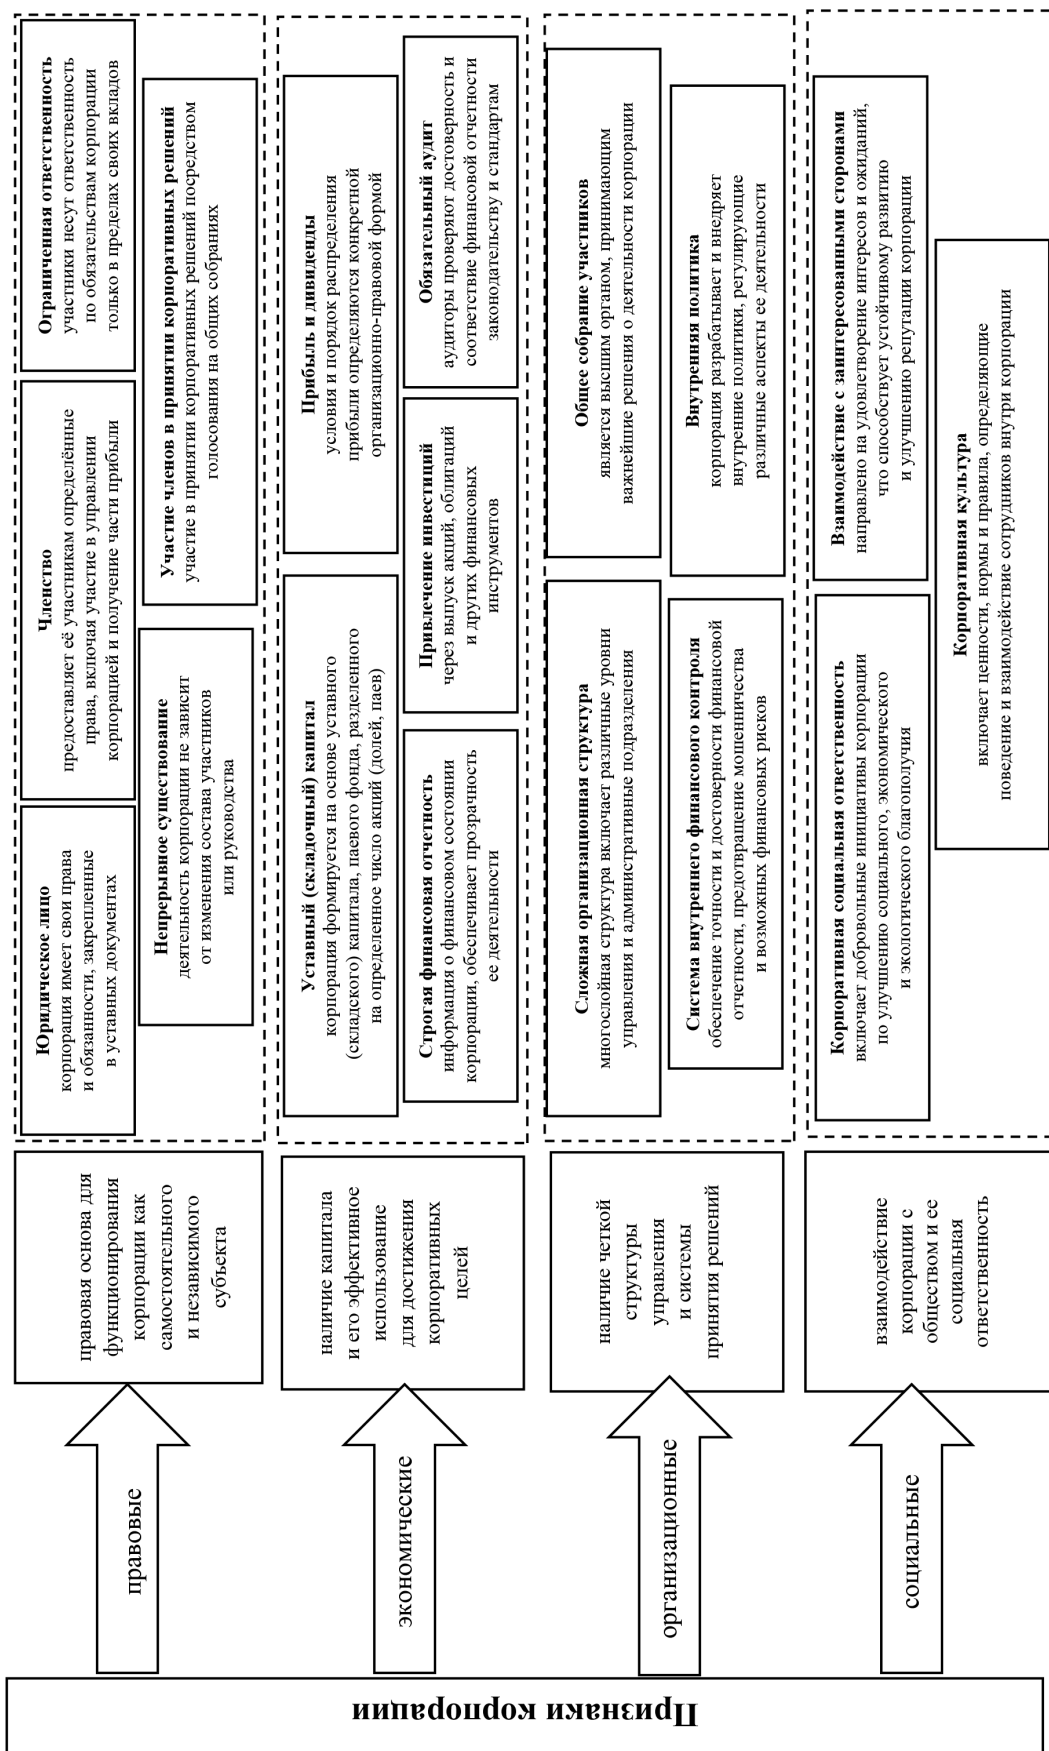 Признаки корпорации
правовые
правовая основа для
функционирования
корпорации как
самостоятельного
и независимого
субъекта
Юридическое лицо
корпорация имеет свои права
и обязанности, закрепленные
в уставных документах
Членство
предоставляет её участникам определённые
права, включая участие в управлении
корпорацией и получение части прибыли
Ограниченная ответственность
участники несут ответственность
по обязательствам корпорации
только в пределах своих вкладов
Непрерывное существование
деятельность корпорации не зависит
от изменения состава участников
или руководства
Участие членов в принятии корпоративных решений
участие в принятии корпоративных решений посредством
голосования на общих собраниях
экономические
наличие капитала
и его эффективное
использование
для достижения
корпоративных
целей
Уставный (складочный) капитал
корпорация формируется на основе уставного
(складского) капитала, паевого фонда, разделенного
на определенное число акций (долей, паев)
Прибыль и дивиденды
условия и порядок распределения
прибыли определяются конкретной
организационно-правовой формой
Строгая финансовая отчетность
информация о финансовом состоянии
корпорации, обеспечивает прозрачность
ее деятельности
Привлечение инвестиций
через выпуск акций, облигаций
и других финансовых
инструментов
Обязательный аудит
аудиторы проверяют достоверность и
соответствие финансовой отчетности
законодательству и стандартам
организационные
наличие четкой
структуры
управления
и системы
принятия решений
Сложная организационная структура
многослойная структура включает различные уровни
управления и административные подразделения
Общее собрание участников
является высшим органом, принимающим
важнейшие решения о деятельности корпорации
Система внутреннего финансового контроля
обеспечение точности и достоверности финансовой
отчетности, предотвращение мошенничества
и возможных финансовых рисков
Внутренняя политика
корпорация разрабатывает и внедряет
внутренние политики, регулирующие
различные аспекты ее деятельности
социальные
взаимодействие
корпорации с
обществом и ее
социальная
ответственность
Корпоративная социальная ответственность
включает добровольные инициативы корпорации
по улучшению социального, экономического
и экологического благополучия
Взаимодействие с заинтересованными сторонами
направлено на удовлетворение интересов и ожиданий,
что способствует устойчивому развитию
и улучшению репутации корпорации
Корпоративная культура
включает ценности, нормы и правила, определяющие
поведение и взаимодействие сотрудников внутри корпорации